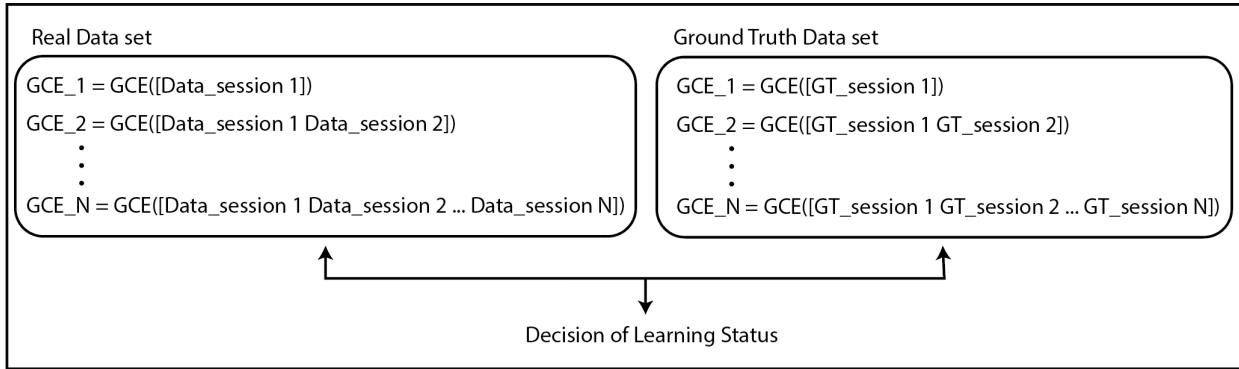 Real Data set
GCE_1 = GCE([Data_session 1])
GCE_2 = GCE([Data_session 1 Data_session 2])
GCE_N = GCE([Data_session 1 Data_session 2 ... Data_session N])
Ground Truth Data set
GCE_1 = GCE([GT_session 1])
GCE_2 = GCE([GT_session 1 GT_session 2])
GCE_N = GCE([GT_session 1 GT_session 2 ... GT_session N])
Decision of Learning Status